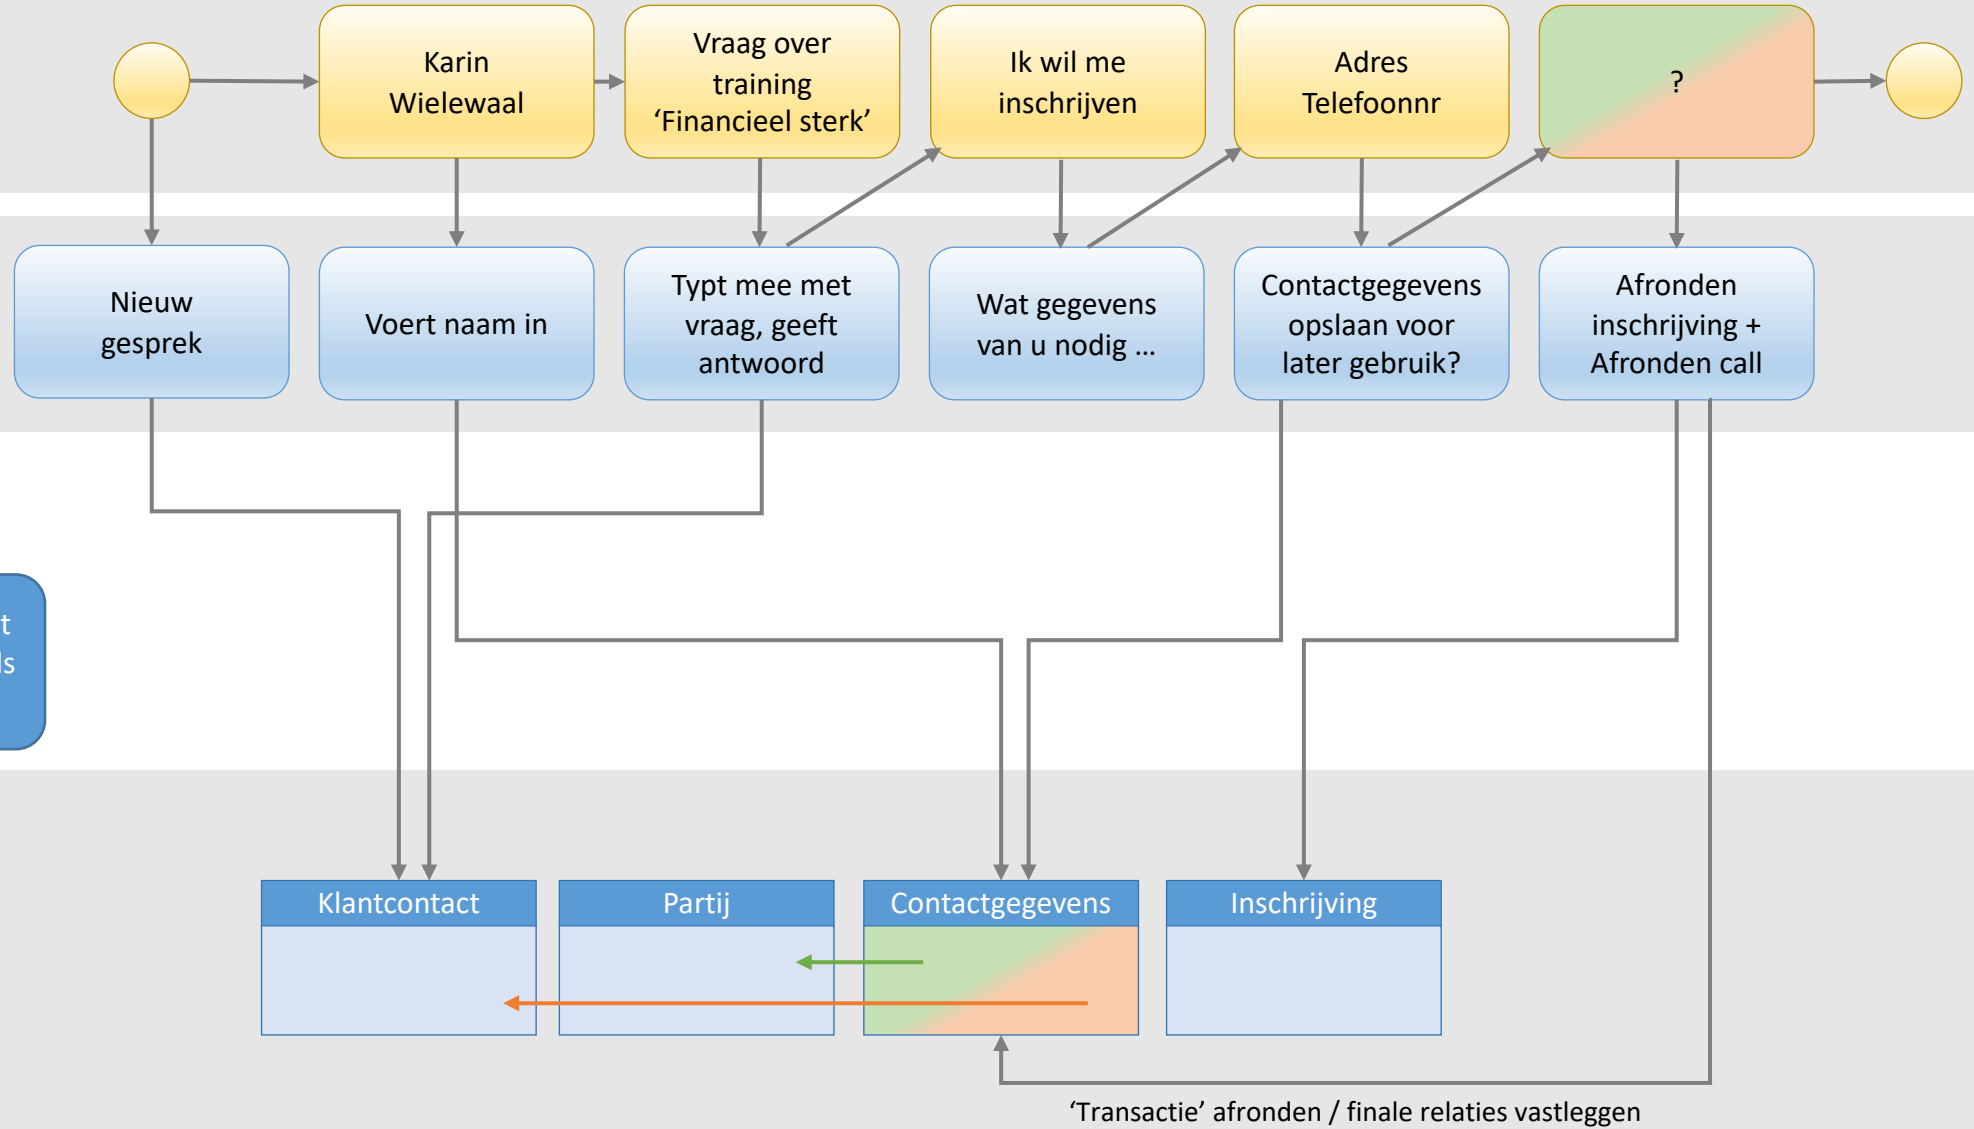 Karin
Wielewaal
Vraag over
training
‘Financieel sterk’
Ik wil me
inschrijven
Adres
Telefoonnr
?
Nieuw
gesprek
Voert naam in
Typt mee met
vraag, geeft
antwoord
Wat gegevens
van u nodig …
Contactgegevens
opslaan voor
later gebruik?
Afronden
inschrijving +
Afronden call
Klantcontact
Partij
Contactgegevens
Inschrijving
‘Transactie’ afronden / finale relaties vastleggen